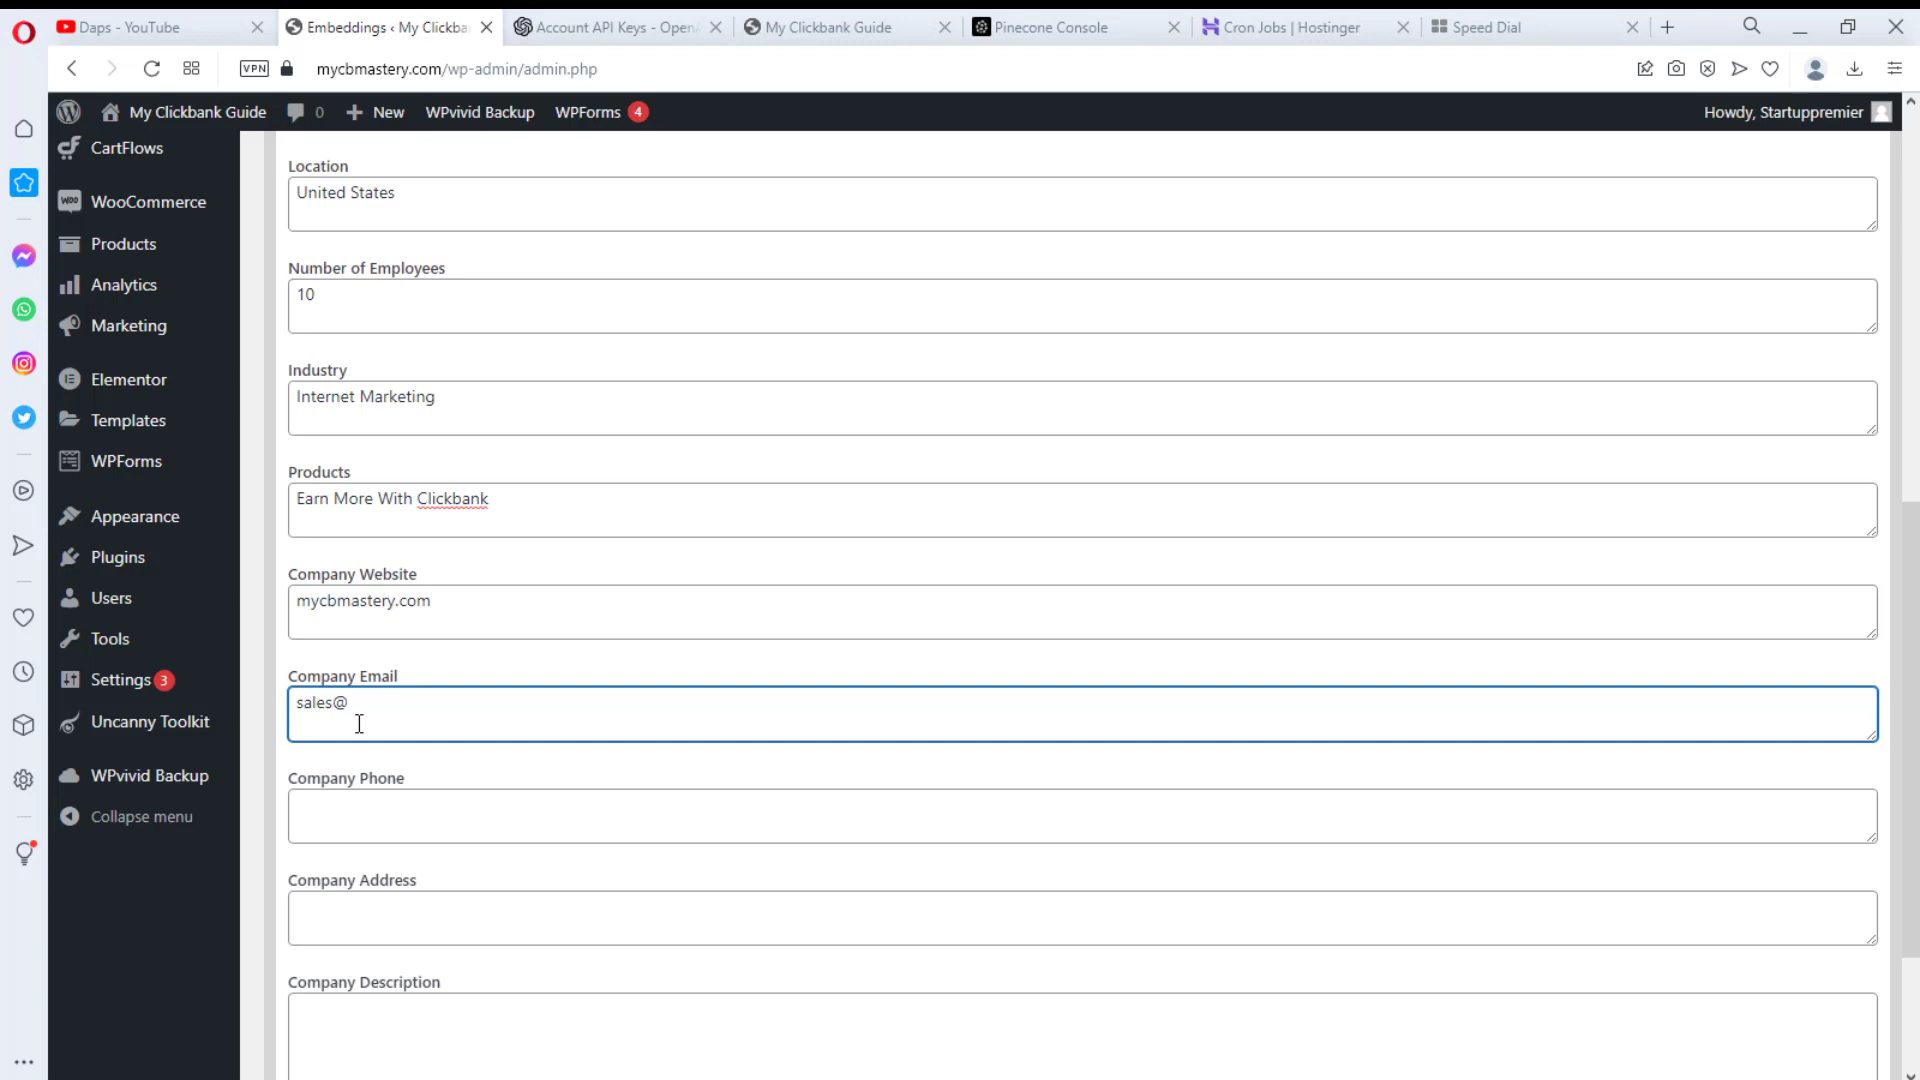 Daps - YouTube
Embeddings ‹ My Clickba
Account API Keys - OpenA
My Clickbank Guide
Pinecone Console
Cron Jobs | Hostinger
Speed Dial
VPN
mycbmastery.com/wp-admin/admin.php
My Clickbank Guide
0
New
WPvivid Backup
WPForms 4
Howdy, Startuppremier
CartFlows
WooCommerce
Products
Analytics
Marketing
Elementor
Templates
WPForms
Appearance
Plugins
Users
Tools
Settings 3
Uncanny Toolkit
WPvivid Backup
Collapse menu
Location
United States
Number of Employees
10
Industry
Internet Marketing
Products
Earn More With Clickbank
Company Website
mycbmastery.com
Company Email
sales@
Company Phone
Company Address
Company Description